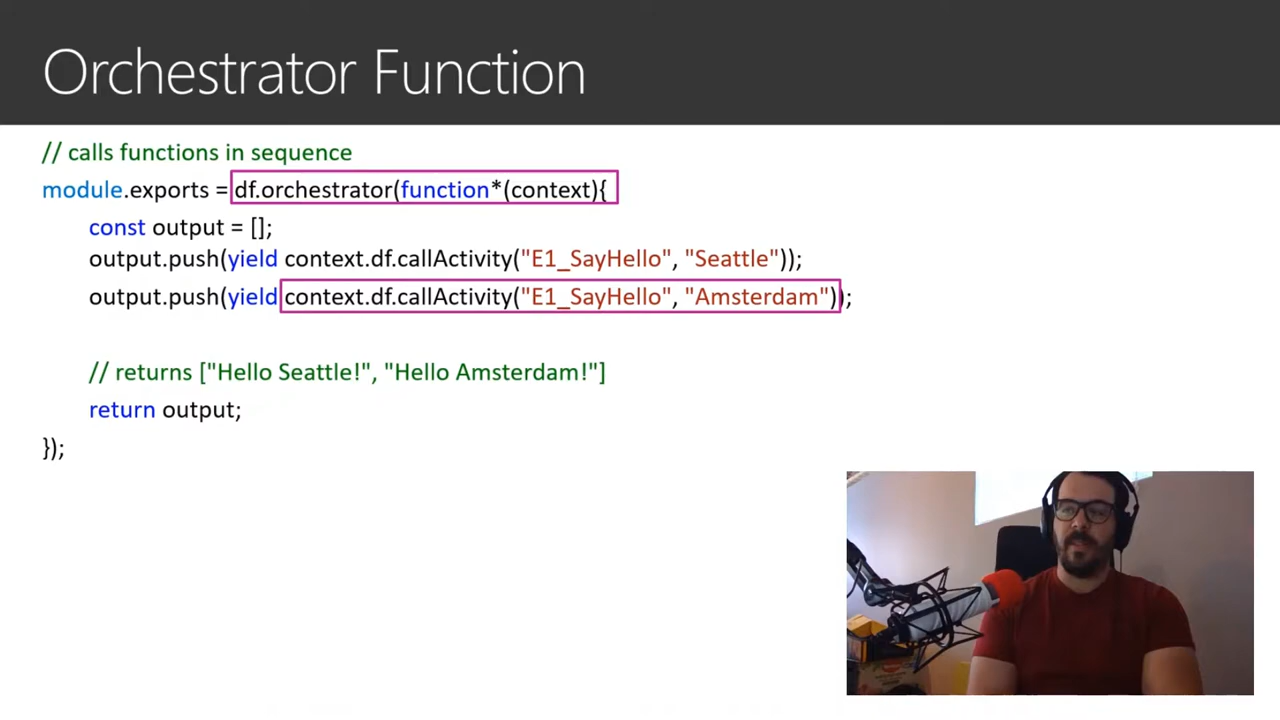 Orchestrator Function
// calls functions in sequence
module.exports = df.orchestrator(function*(context){
const output = [];
output.push(yield context.df.callActivity("E1_SayHello", "Seattle"));
output.push(yield context.df.callActivity("E1_SayHello", "Amsterdam"));
// returns ["Hello Seattle!", "Hello Amsterdam!"]
return output;
});